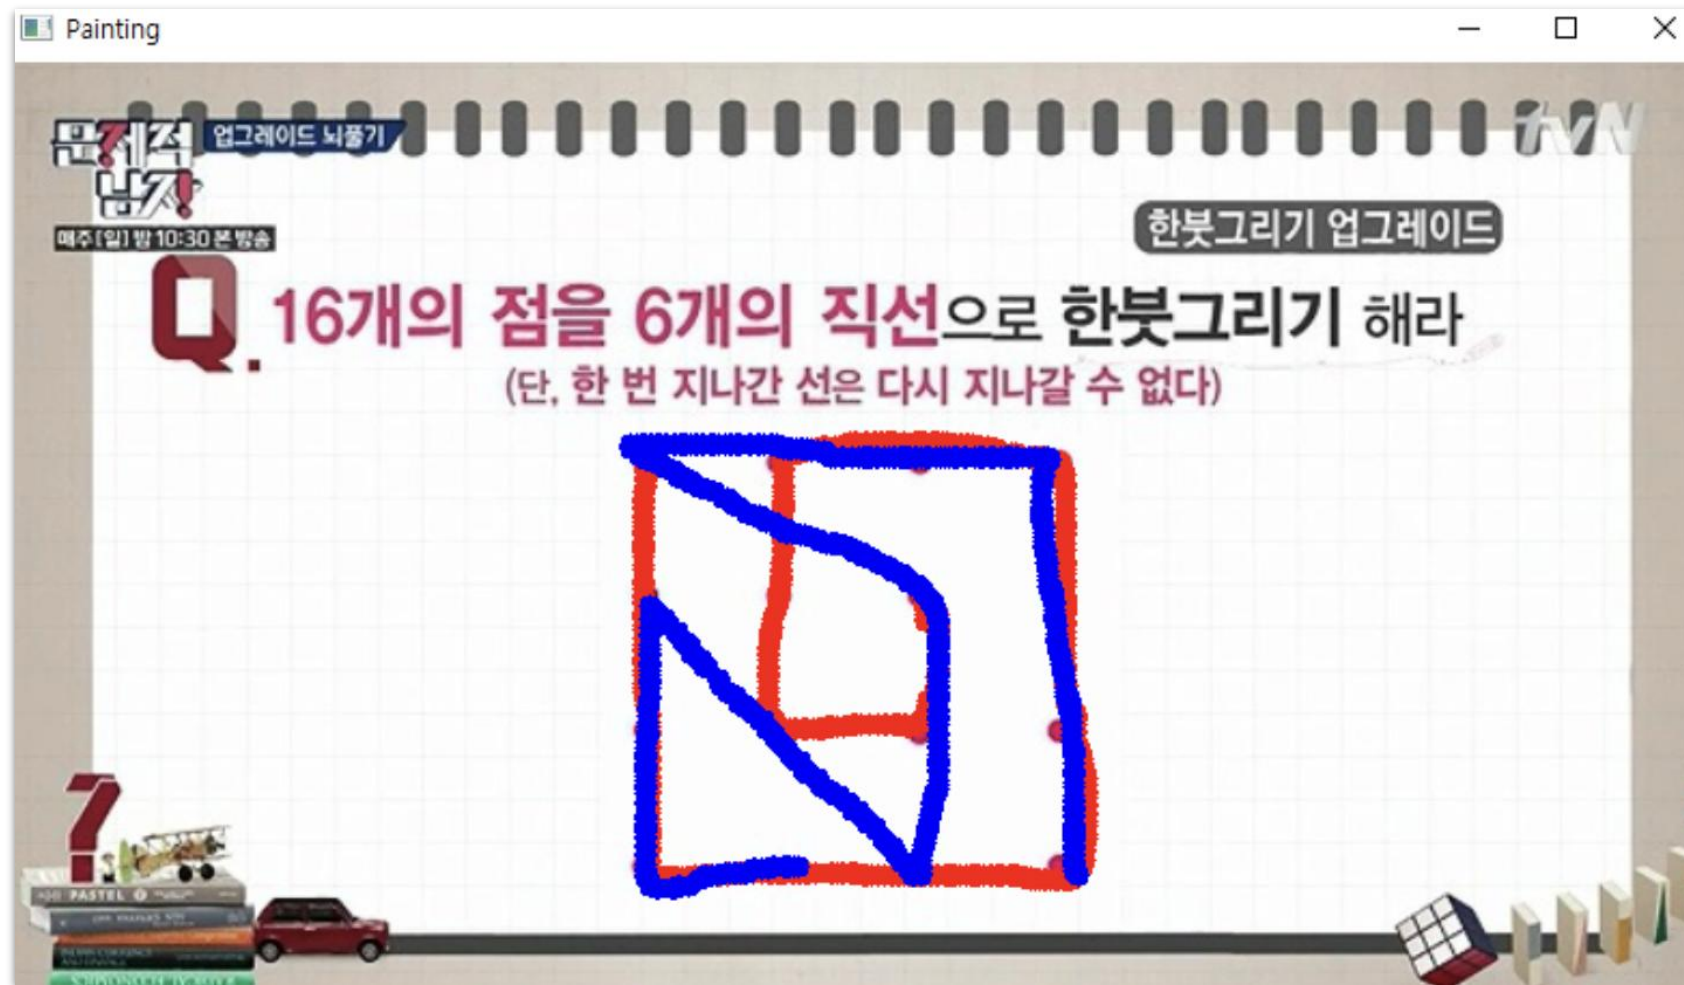 Painting
문제적
남자!
업그레이드 뇌풀기
tvN
매주[일] 밤 10:30 본 방송
한붓그리기 업그레이드
Q. 16개의 점을 6개의 직선으로 한붓그리기 해라
(단, 한 번 지나간 선은 다시 지나갈 수 없다)
?
PASTEL